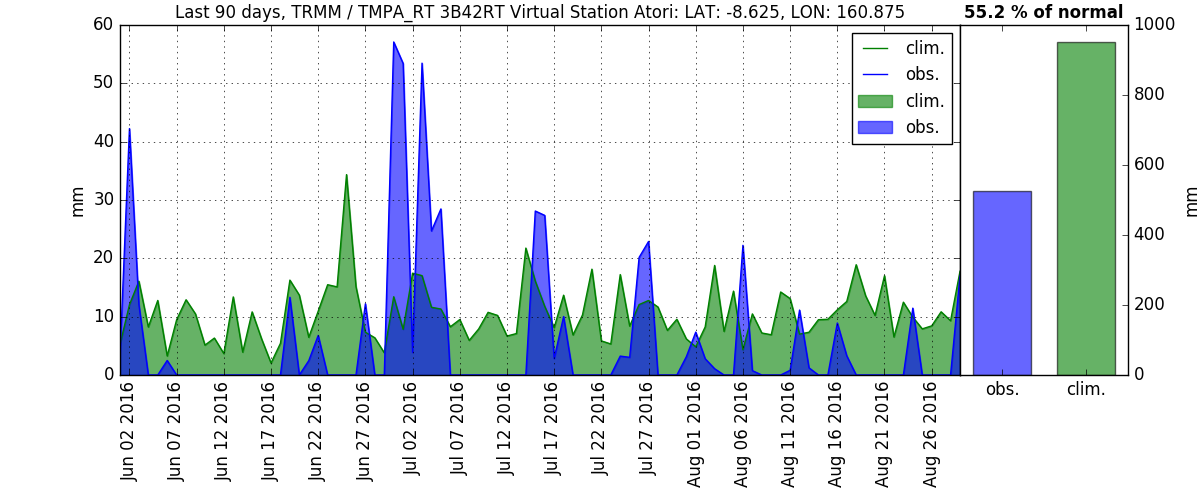 Last 90 days, TRMM / TMPA_RT 3B42RT Virtual Station Atori: LAT: -8.625, LON: 160.875
55.2 % of normal
60
50
40
30
20
10
0
mm
clim.
obs.
clim.
obs.
1000
800
600
400
200
0
mm
Jun 02 2016
Jun 07 2016
Jun 12 2016
Jun 17 2016
Jun 22 2016
Jun 27 2016
Jul 02 2016
Jul 07 2016
Jul 12 2016
Jul 17 2016
Jul 22 2016
Jul 27 2016
Aug 01 2016
Aug 06 2016
Aug 11 2016
Aug 16 2016
Aug 21 2016
Aug 26 2016
obs.
clim.